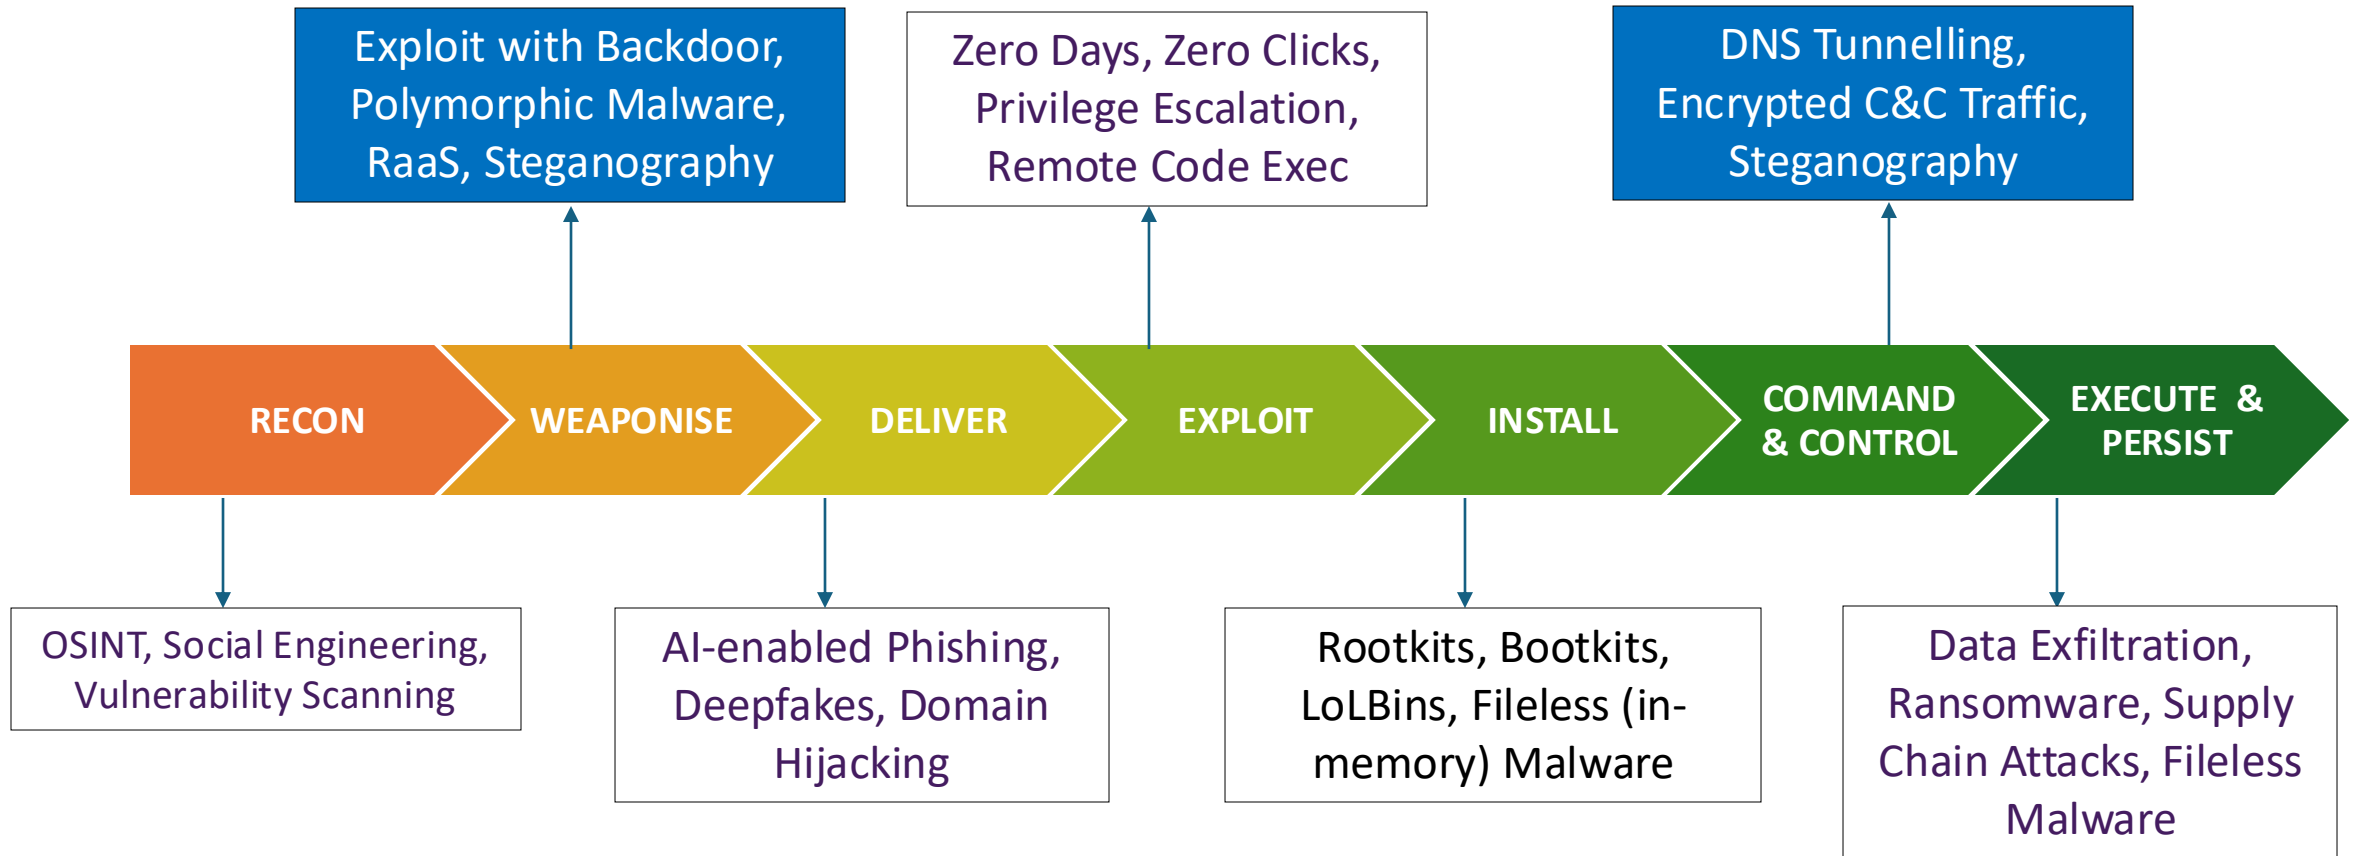 Exploit with Backdoor,
Polymorphic Malware,
RaaS, Steganography
Zero Days, Zero Clicks,
Privilege Escalation,
Remote Code Exec
DNS Tunnelling,
Encrypted C&C Traffic,
Steganography
RECON
WEAPONISE
DELIVER
EXPLOIT
INSTALL
COMMAND
& CONTROL
EXECUTE &
PERSIST
OSINT, Social Engineering,
Vulnerability Scanning
AI-enabled Phishing,
Deepfakes, Domain
Hijacking
Rootkits, Bootkits,
LoLBins, Fileless (in-
memory) Malware
Data Exfiltration,
Ransomware, Supply
Chain Attacks, Fileless
Malware